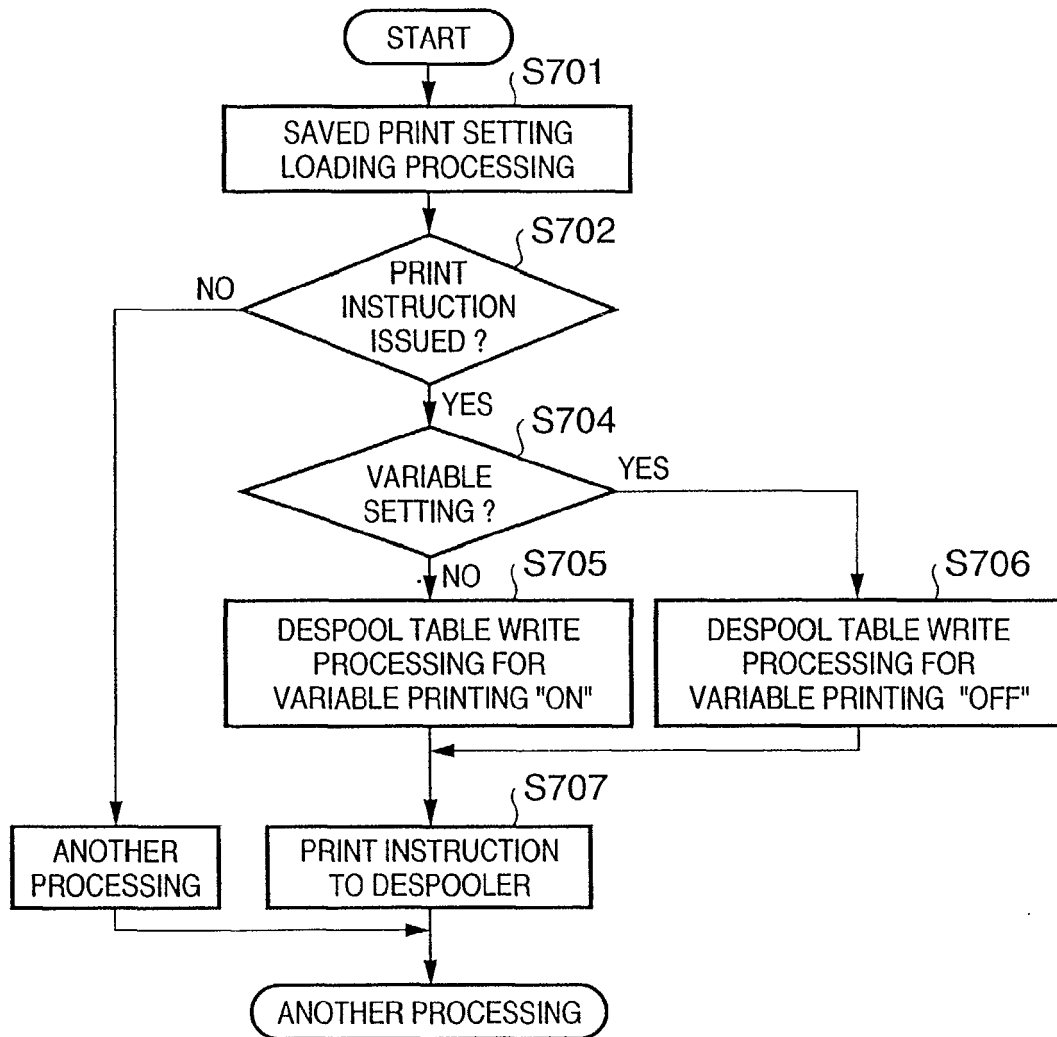 START
S701
SAVED PRINT SETTING
LOADING PROCESSING
S702
PRINT
INSTRUCTION
ISSUED ?
NO
YES
S704
VARIABLE
SETTING ?
YES
NO
S705
DESPOOL TABLE WRITE
PROCESSING FOR
VARIABLE PRINTING "ON"
S706
DESPOOL TABLE WRITE
PROCESSING FOR
VARIABLE PRINTING "OFF"
S707
ANOTHER
PROCESSING
PRINT INSTRUCTION
TO DESPOOLER
ANOTHER PROCESSING